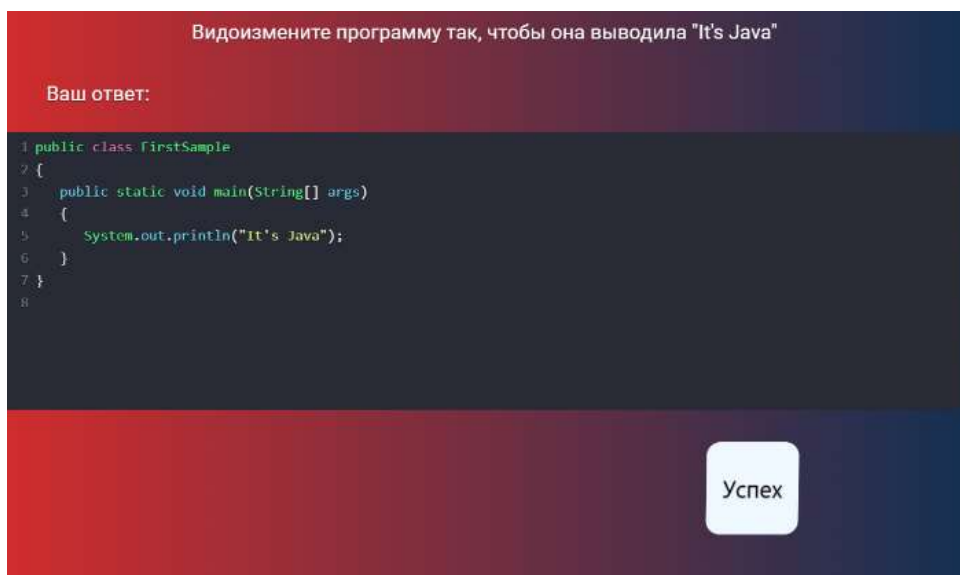 Видоизмените программу так, чтобы она выводила "It's Java"
Ваш ответ:
1 public class FirstSample
2 {
3 public static void main(String[] args)
4 {
5 System.out.println("It's Java");
6 }
7 }
8
Успех